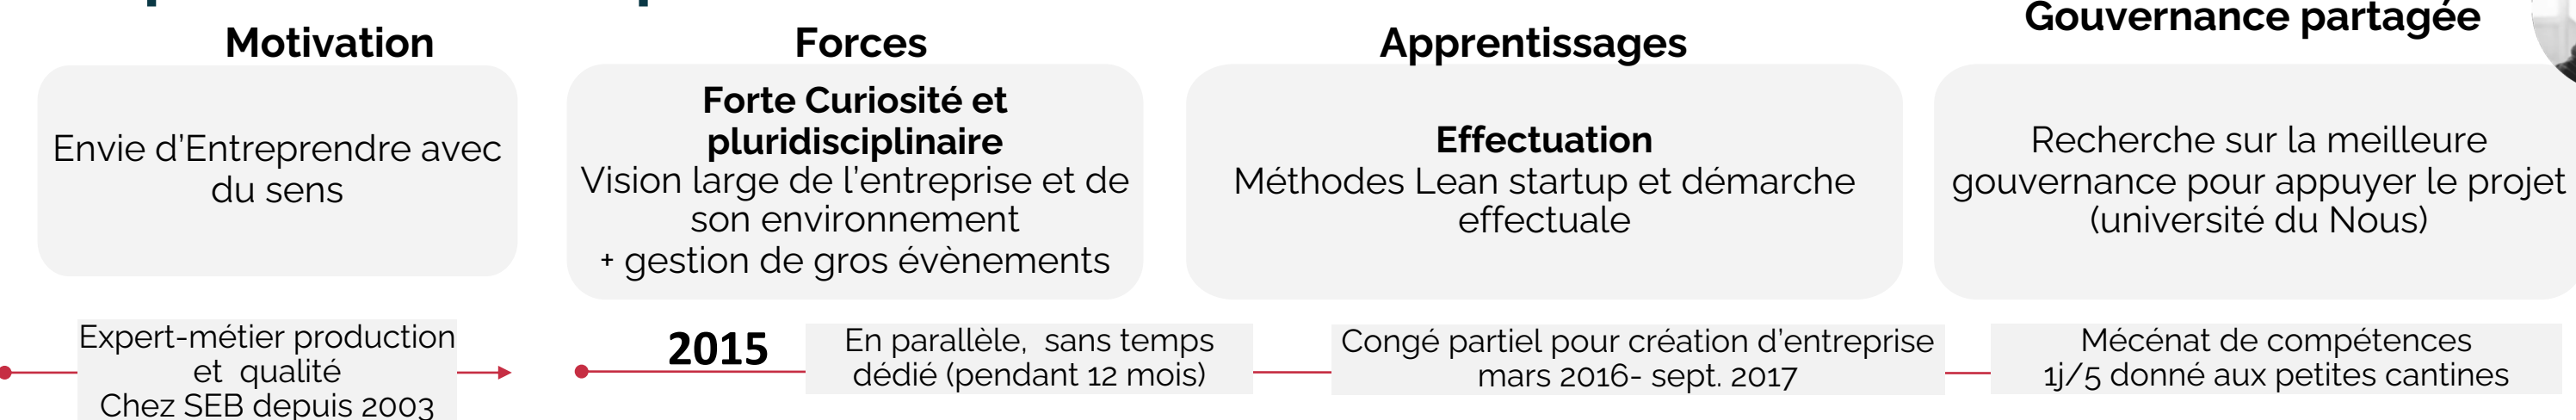 Motivation
Envie d'Entreprendre avec
du sens
Forces
Forte Curiosité et
pluridisciplinaire
Vision large de l'entreprise et de
son environnement
+ gestion de gros évènements
Apprentissages
Effectuation
Méthodes Lean startup et démarche
effectuale
Gouvernance partagée
Recherche sur la meilleure
gouvernance pour appuyer le projet
(université du Nous)
Expert-métier production
et qualité
Chez SEB depuis 2003
2015
En parallèle, sans temps
dédié (pendant 12 mois)
Congé partiel pour création d'entreprise
mars 2016- sept. 2017
Mécénat de compétences
1j/5 donné aux petites cantines